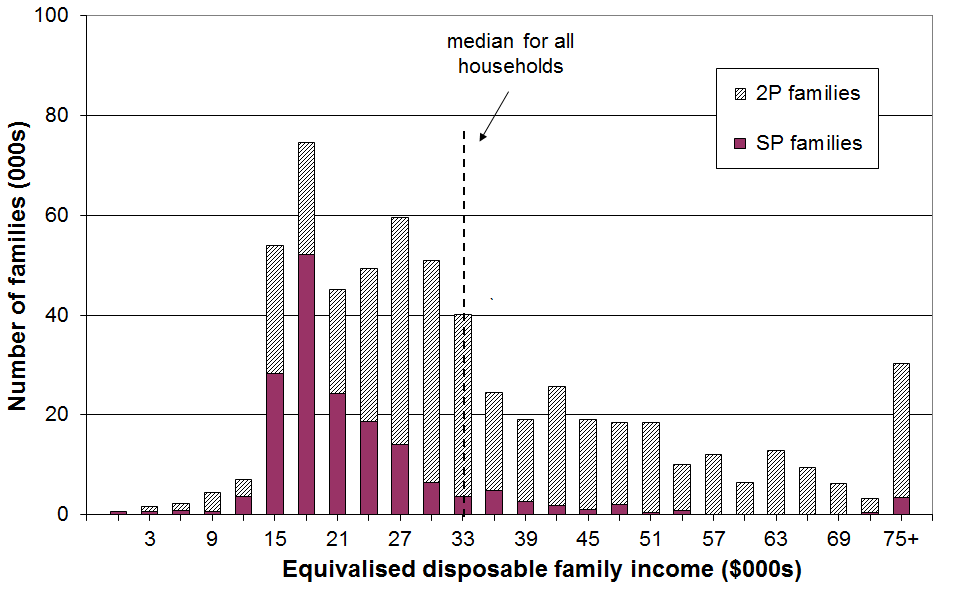 100
80
60
40
20
0
Number of families (000s)
median for all
households
2P families
SP families
3 9 15 21 27 33 39 45 51 57 63 69 75+
Equivalised disposable family income ($000s)